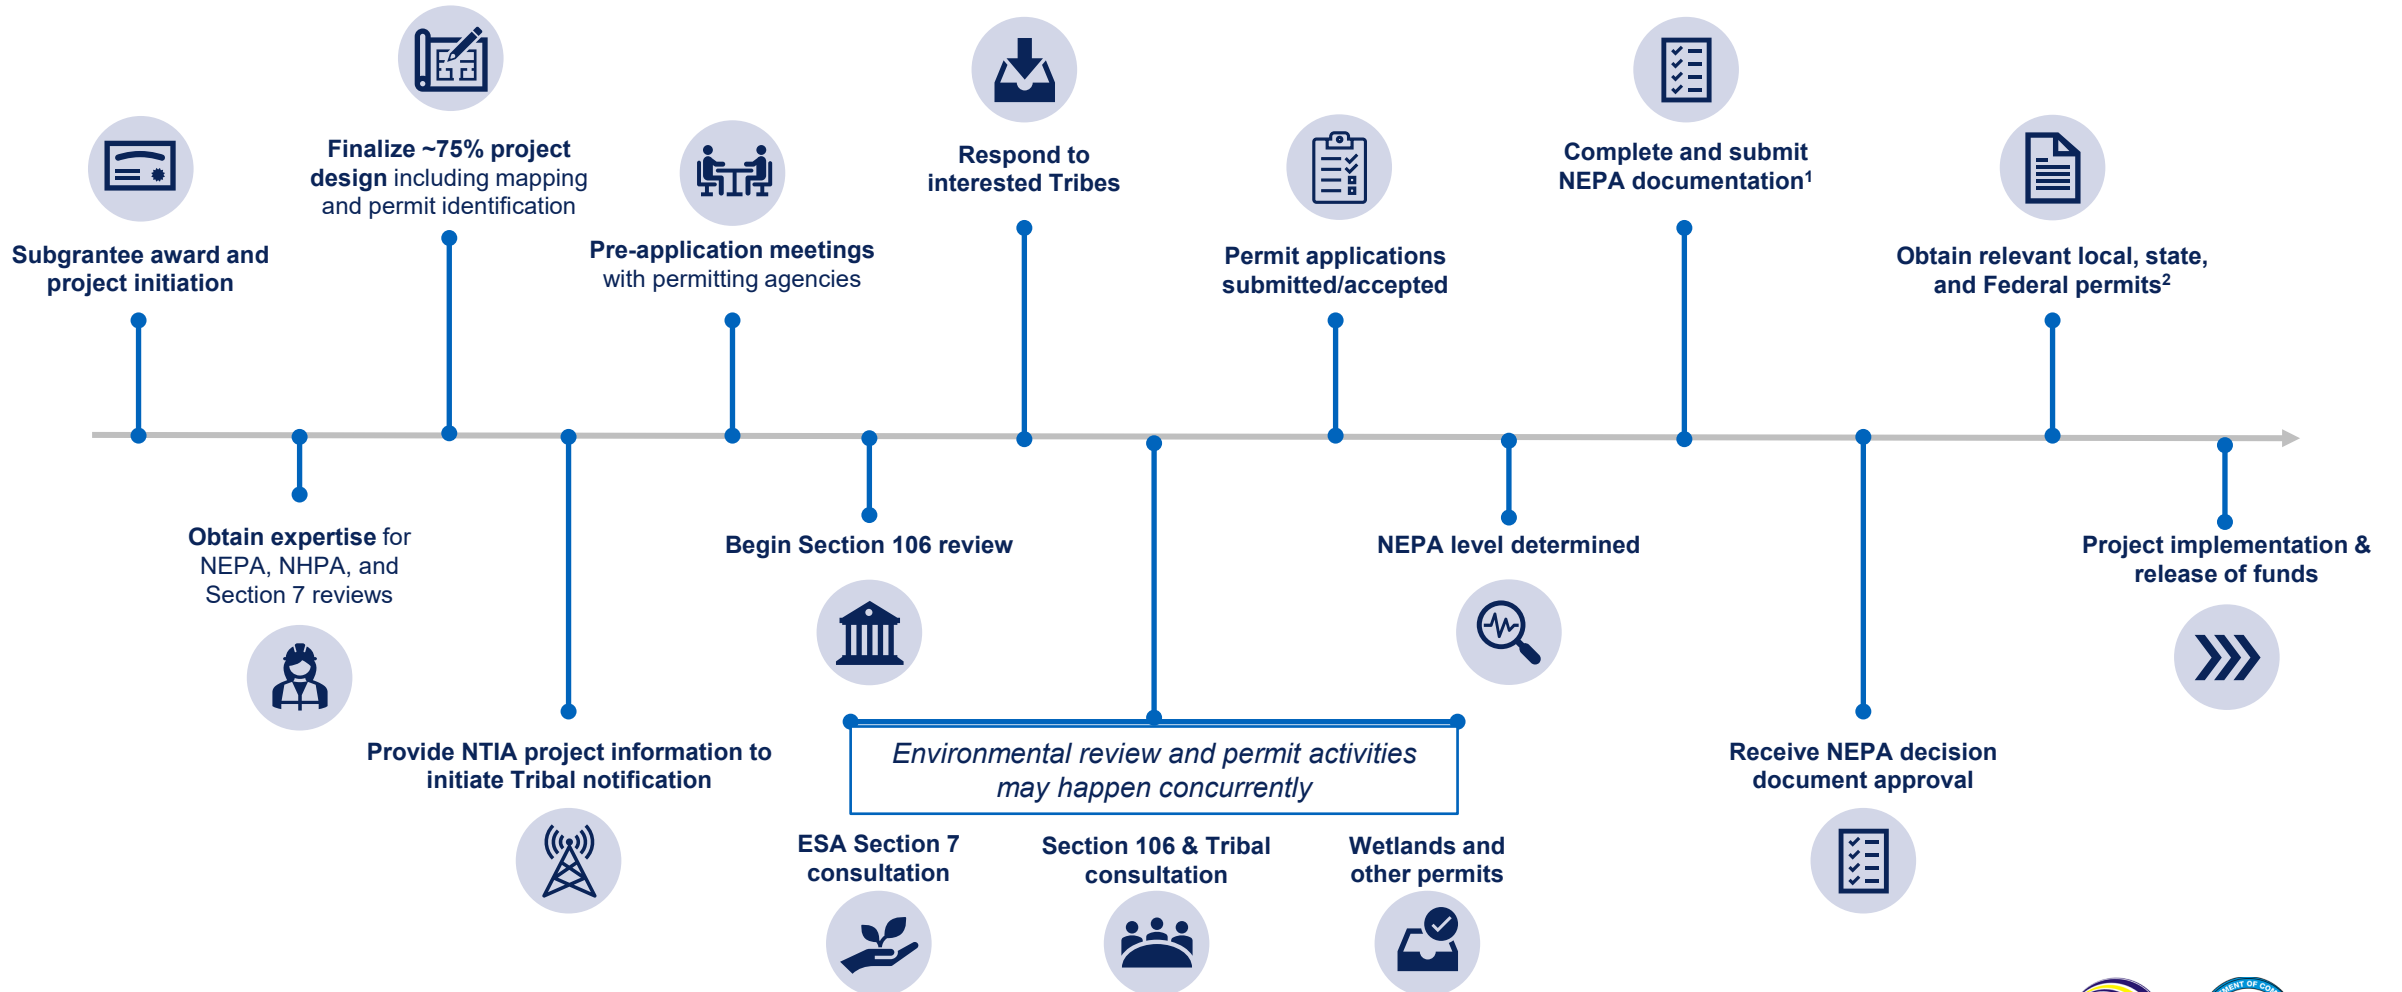 Subgrantee award and
project initiation
Obtain expertise for
NEPA, NHPA, and
Section 7 reviews
Finalize ~75% project
design including mapping
and permit identification
Provide NTIA project information to
initiate Tribal notification
Pre-application meetings
with permitting agencies
Begin Section 106 review
Respond to
interested Tribes
Environmental review and permit activities
may happen concurrently
ESA Section 7
consultation
Section 106 & Tribal
consultation
Wetlands and
other permits
Permit applications
submitted/accepted
NEPA level determined
Complete and submit
NEPA documentation¹
Receive NEPA decision
document approval
Obtain relevant local, state,
and Federal permits²
Project implementation &
release of funds